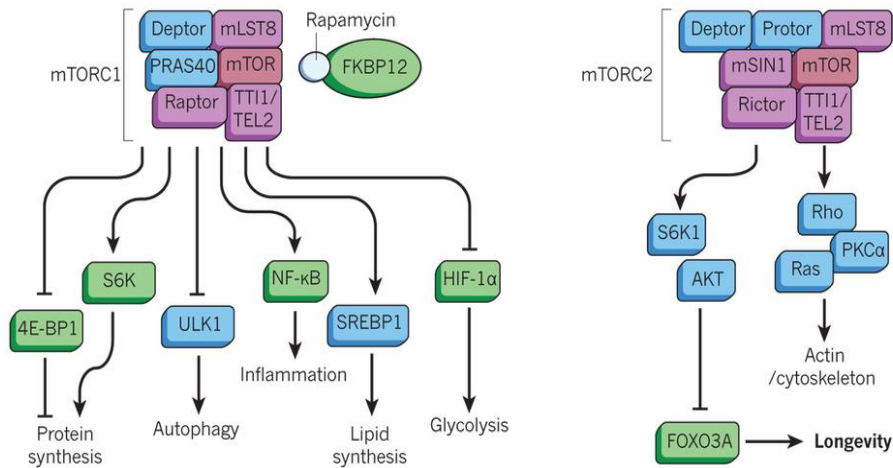 mTORC1
Deptor
mLST8
PRAS40
mTOR
Raptor
TTI1/
TEL2
Rapamycin
FKBP12
4E-BP1
S6K
ULK1
NF-κB
SREBP1
HIF-1α
Protein
synthesis
Autophagy
Inflammation
Lipid
synthesis
Glycolysis
mTORC2
Deptor
Protor
mLST8
mSIN1
mTOR
Rictor
TTI1/
TEL2
S6K1
AKT
Rho
PKCα
Ras
Actin
/cytoskeleton
FOXO3A
Longevity